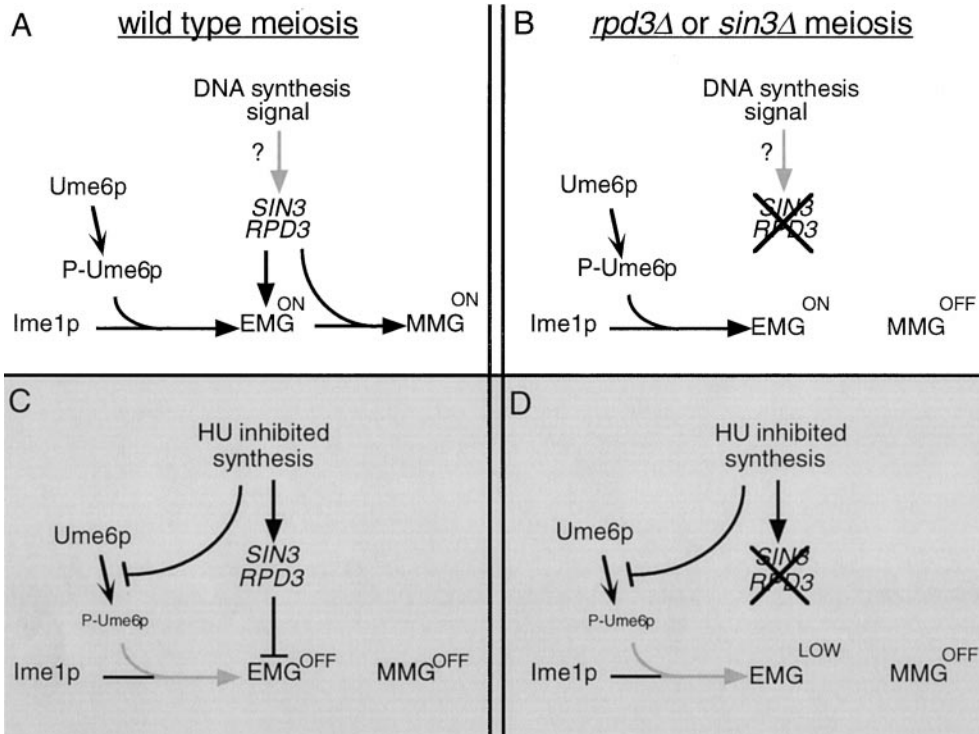 A
wild type meiosis
DNA synthesis
signal
?
Ume6p
SIN3
RPD3
P-Ume6p
Ime1p
EMG ON
MMG ON
B
rpd3Δ or sin3Δ meiosis
DNA synthesis
signal
?
Ume6p
SIN3
RPD3
P-Ume6p
Ime1p
EMG ON
MMG OFF
C
HU inhibited
synthesis
Ume6p
SIN3
RPD3
P-Ume6p
Ime1p
EMG OFF
MMG OFF
D
HU inhibited
synthesis
Ume6p
SIN3
RPD3
P-Ume6p
Ime1p
EMG LOW
MMG OFF